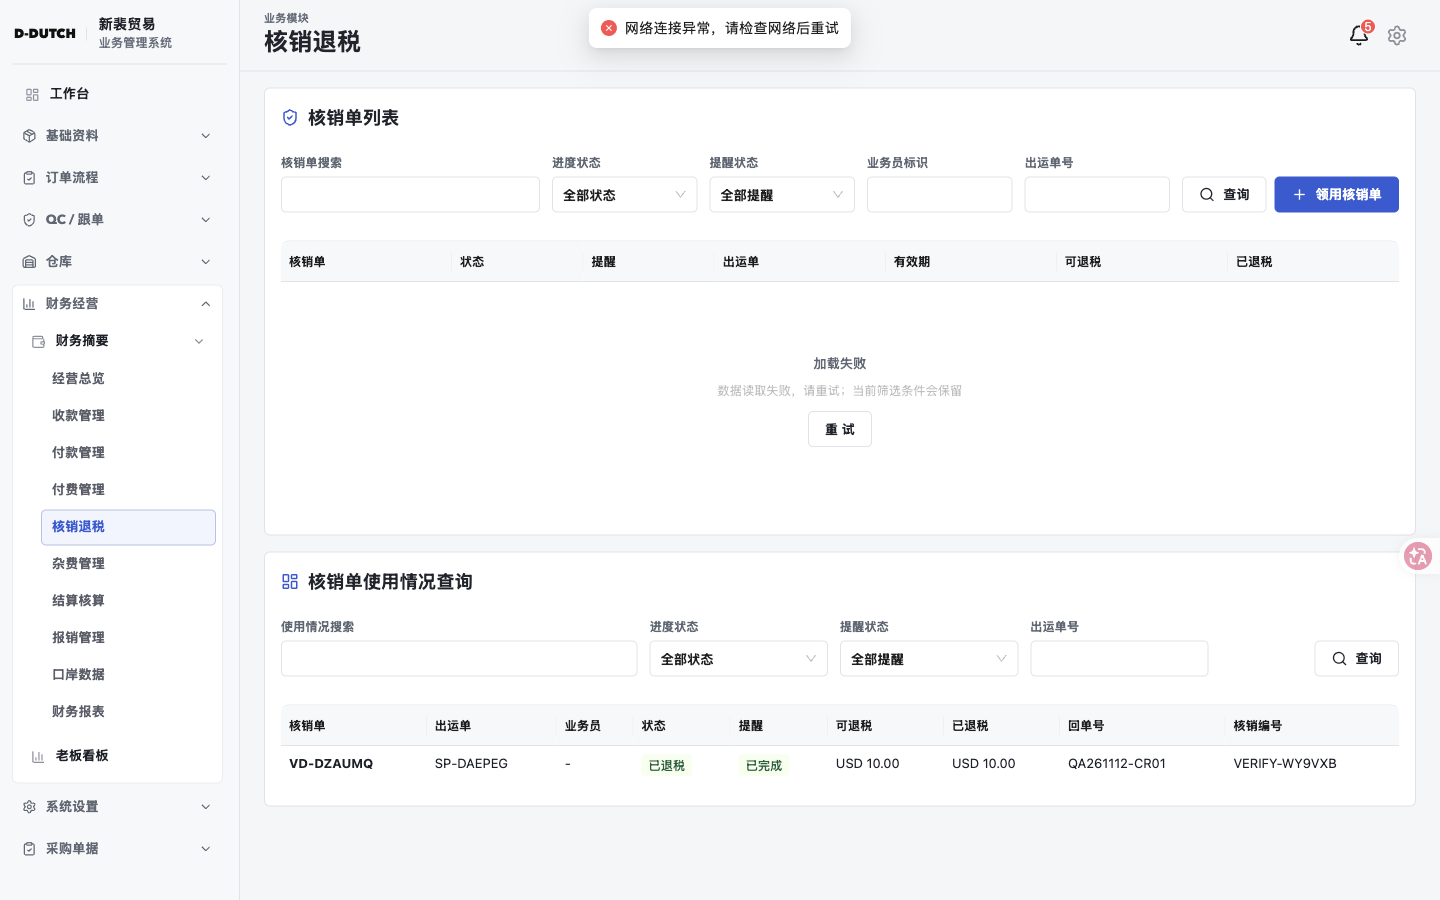 D-DUTCH
新裴贸易
业务管理系统
工作台
基础资料
订单流程
QC / 跟单
仓库
财务经营
财务摘要
经营总览
收款管理
付款管理
付费管理
核销退税
杂费管理
结算核算
报销管理
口岸数据
财务报表
老板看板
系统设置
采购单据
业务模块
核销退税
网络连接异常，请检查网络后重试
5
核销单列表
核销单搜索 进度状态 提醒状态 业务员标识 出运单号
全部状态 全部提醒 查询 领用核销单
核销单 状态 提醒 出运单 有效期 可退税 已退税
加载失败
数据读取失败，请重试；当前筛选条件会保留
重 试
核销单使用情况查询
使用情况搜索 进度状态 提醒状态 出运单号
全部状态 全部提醒 查询
核销单 出运单 业务员 状态 提醒 可退税 已退税 回单号 核销编号
VD-DZAUMQ SP-DAEPEG - 已退税 已完成 USD 10.00 USD 10.00 QA261112-CR01 VERIFY-WY9VXB